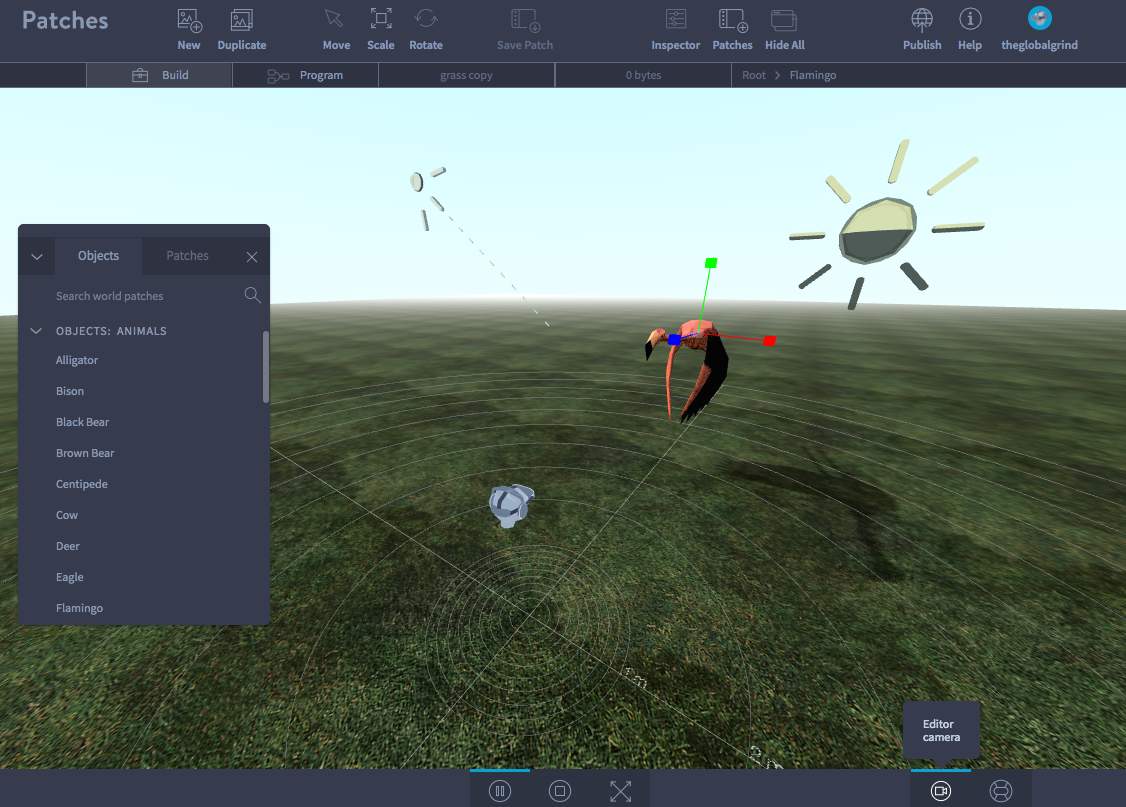 Patches
New
Duplicate
Move
Scale
Rotate
Save Patch
Inspector
Patches
Hide All
Publish
Help
theglobalgrind
Build
Program
grass copy
0 bytes
Root > Flamingo
Objects
Patches
Search world patches
OBJECTS: ANIMALS
Alligator
Bison
Black Bear
Brown Bear
Centipede
Cow
Deer
Eagle
Flamingo
Editor
camera